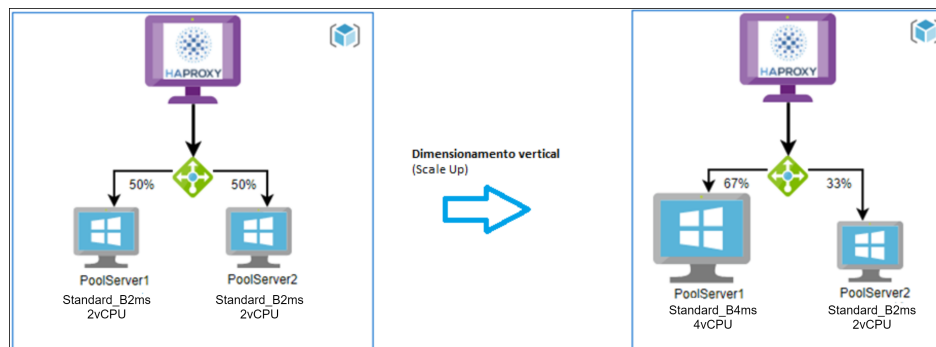 HAPROXY
50%
50%
PoolServer1
Standard_B2ms
2vCPU
PoolServer2
Standard_B2ms
2vCPU
Dimensionamento vertical
(Scale Up)
HAPROXY
67%
33%
PoolServer1
Standard_B4ms
4vCPU
PoolServer2
Standard_B2ms
2vCPU